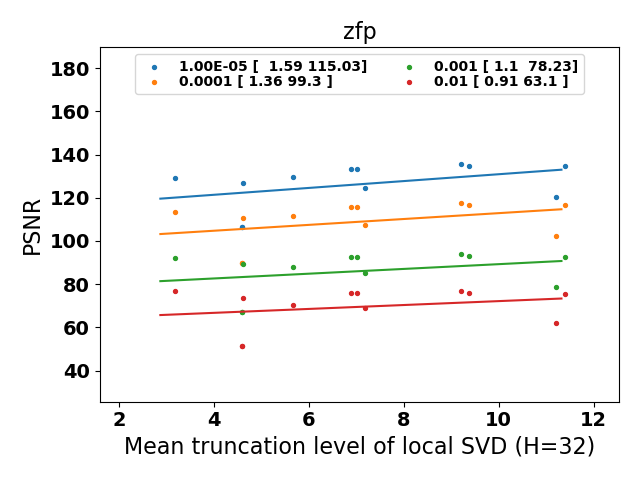 zfp
1.00E-05 [  1.59 115.03]
0.0001 [ 1.36 99.3 ]
0.001 [ 1.1  78.23]
0.01 [ 0.91 63.1 ]
180
160
140
120
100
80
60
40
PSNR
2 4 6 8 10 12
Mean truncation level of local SVD (H=32)